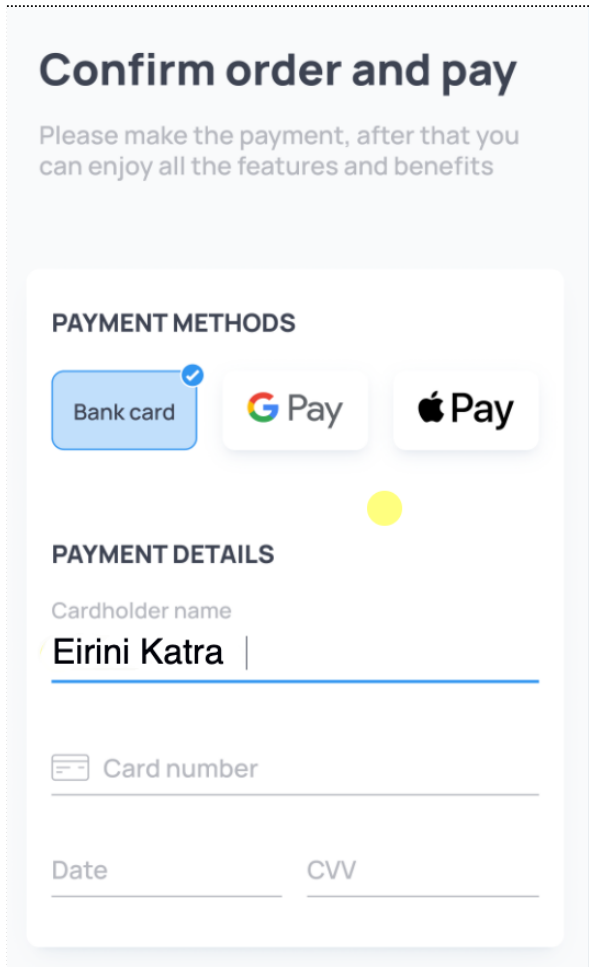 Confirm order and pay
Please make the payment, after that you
can enjoy all the features and benefits
PAYMENT METHODS
Bank card
G Pay
Pay
PAYMENT DETAILS
Cardholder name
Eirini Katra
Card number
Date
CVV